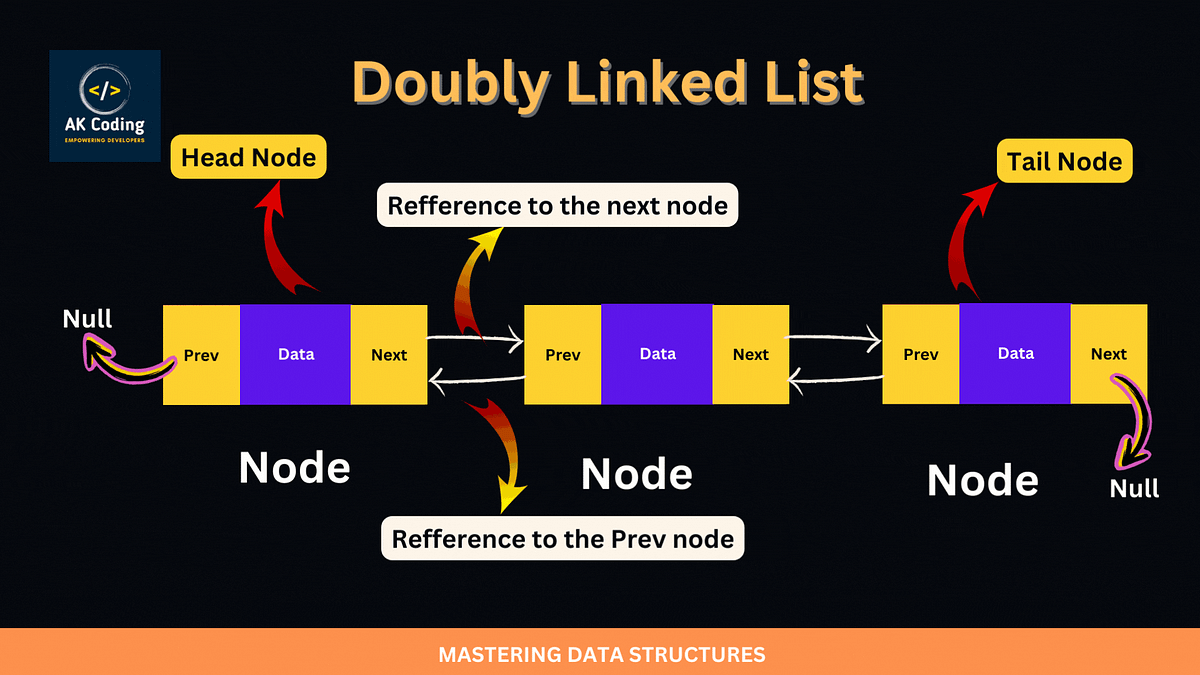 Doubly Linked List
</>
AK Coding
EMPOWERING DEVELOPERS
Head Node
Tail Node
Refference to the next node
Null
Prev
Data
Next
Prev
Data
Next
Prev
Data
Next
Node
Node
Node
Null
Refference to the Prev node
MASTERING DATA STRUCTURES